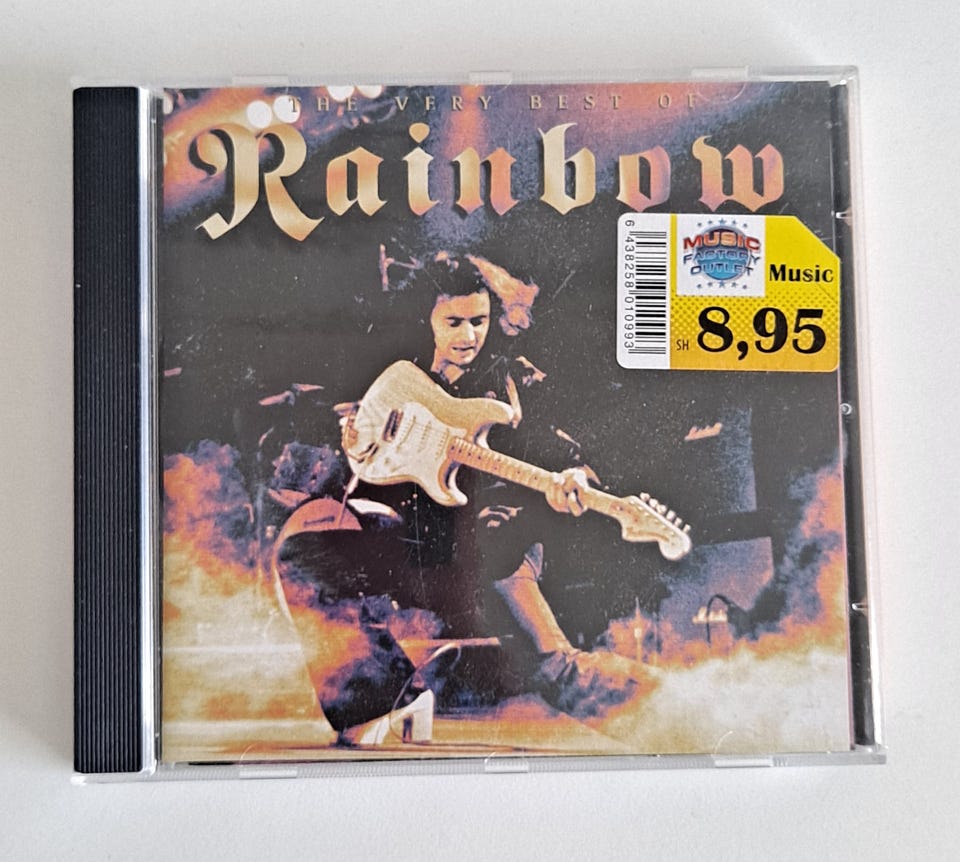 THE VERY BEST OF
Rainbow
MUSIC
FACTORY
OUTLET
Music
SH 8,95
6 438258 010993